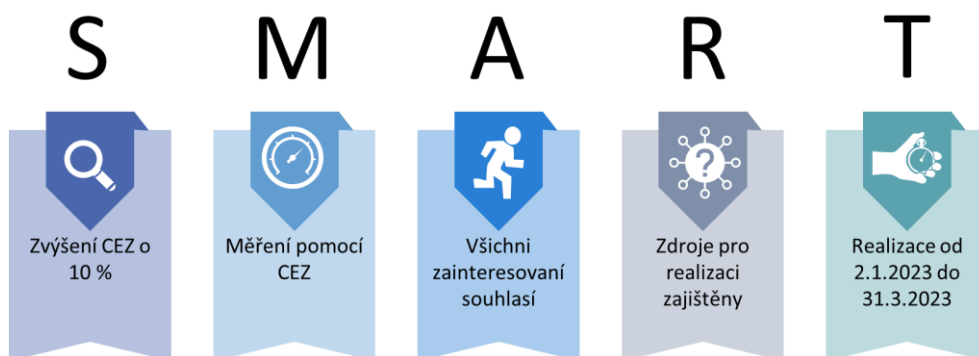 S M A R T
Zvýšení CEZ o
10 %
Měření pomocí
CEZ
Všichni
zainteresovaní
souhlasí
?
Zdroje pro
realizaci
zajištěny
Realizace od
2.1.2023 do
31.3.2023